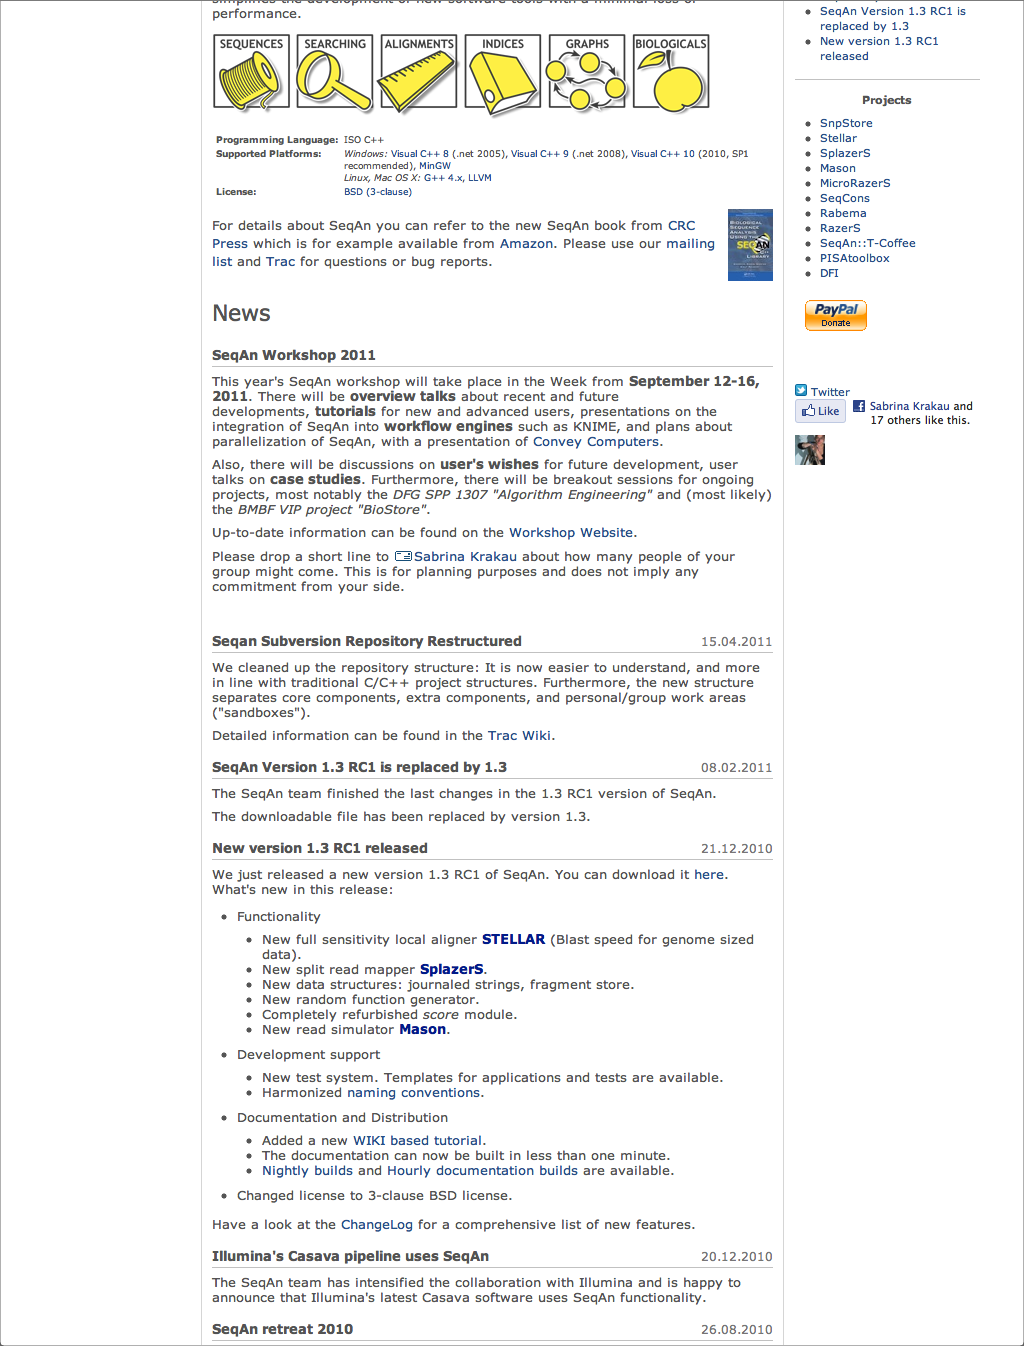 simplifies the development of new software tools with a minimal loss of
performance.
SEQUENCES SEARCHING ALIGNMENTS INDICES GRAPHS BIOLOGICALS
Programming Language: ISO C++
Supported Platforms: Windows: Visual C++ 8 (.net 2005), Visual C++ 9 (.net 2008), Visual C++ 10 (2010, SP1
recommended), MinGW
Linux, Mac OS X: G++ 4.x, LLVM
License: BSD (3-clause)
For details about SeqAn you can refer to the new SeqAn book from CRC
Press which is for example available from Amazon. Please use our mailing
list and Trac for questions or bug reports.
BIOLOGICAL
SEQUENCE
ANALYSIS
USING THE
SEQAN
C++
LIBRARY
News
SeqAn Workshop 2011
This year's SeqAn workshop will take place in the Week from September 12-16,
2011. There will be overview talks about recent and future
developments, tutorials for new and advanced users, presentations on the
integration of SeqAn into workflow engines such as KNIME, and plans about
parallelization of SeqAn, with a presentation of Convey Computers.
Also, there will be discussions on user's wishes for future development, user
talks on case studies. Furthermore, there will be breakout sessions for ongoing
projects, most notably the DFG SPP 1307 "Algorithm Engineering" and (most likely)
the BMBF VIP project "BioStore".
Up-to-date information can be found on the Workshop Website.
Please drop a short line to Sabrina Krakau about how many people of your
group might come. This is for planning purposes and does not imply any
commitment from your side.
Seqan Subversion Repository Restructured 15.04.2011
We cleaned up the repository structure: It is now easier to understand, and more
in line with traditional C/C++ project structures. Furthermore, the new structure
separates core components, extra components, and personal/group work areas
("sandboxes").
Detailed information can be found in the Trac Wiki.
SeqAn Version 1.3 RC1 is replaced by 1.3 08.02.2011
The SeqAn team finished the last changes in the 1.3 RC1 version of SeqAn.
The downloadable file has been replaced by version 1.3.
New version 1.3 RC1 released 21.12.2010
We just released a new version 1.3 RC1 of SeqAn. You can download it here.
What's new in this release:
• Functionality
• New full sensitivity local aligner STELLAR (Blast speed for genome sized
data).
• New split read mapper SplazerS.
• New data structures: journaled strings, fragment store.
• New random function generator.
• Completely refurbished score module.
• New read simulator Mason.
• Development support
• New test system. Templates for applications and tests are available.
• Harmonized naming conventions.
• Documentation and Distribution
• Added a new WIKI based tutorial.
• The documentation can now be built in less than one minute.
• Nightly builds and Hourly documentation builds are available.
• Changed license to 3-clause BSD license.
Have a look at the ChangeLog for a comprehensive list of new features.
Illumina's Casava pipeline uses SeqAn 20.12.2010
The SeqAn team has intensified the collaboration with Illumina and is happy to
announce that Illumina's latest Casava software uses SeqAn functionality.
SeqAn retreat 2010 26.08.2010
• SeqAn Version 1.3 RC1 is
replaced by 1.3
• New version 1.3 RC1
released
Projects
• SnpStore
• Stellar
• SplazerS
• Mason
• MicroRazerS
• SeqCons
• Rabema
• RazerS
• SeqAn::T-Coffee
• PISAtoolbox
• DFI
PayPal
Donate
Twitter
Like
Sabrina Krakau and
17 others like this.